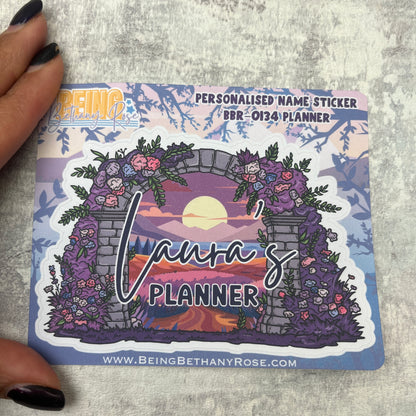 BEING
Bethany Rose
PERSONALISED NAME STICKER
BBR-0134 PLANNER
Laura's
PLANNER
WWW.BEINGBETHANYROSE.COM